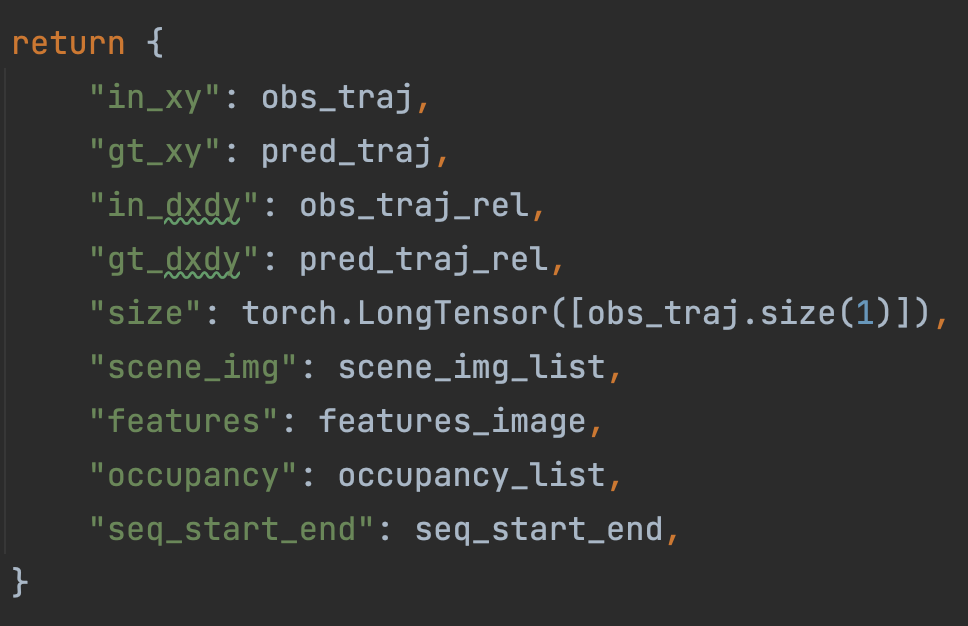 return {
    "in_xy": obs_traj,
    "gt_xy": pred_traj,
    "in_dxdy": obs_traj_rel,
    "gt_dxdy": pred_traj_rel,
    "size": torch.LongTensor([obs_traj.size(1)]),
    "scene_img": scene_img_list,
    "features": features_image,
    "occupancy": occupancy_list,
    "seq_start_end": seq_start_end,
}